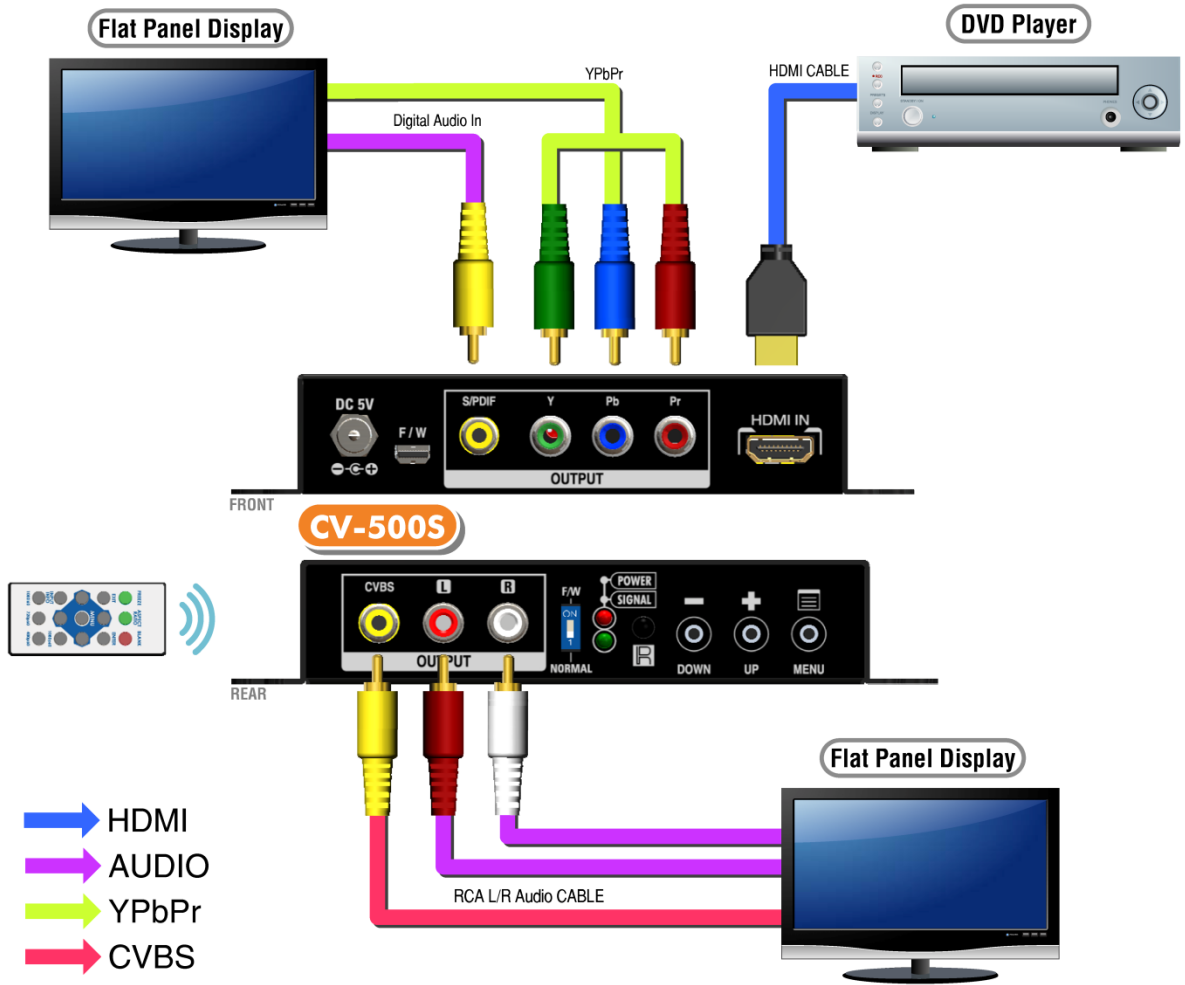 Flat Panel Display
DVD Player
YPbPr
HDMI CABLE
Digital Audio In
DC 5V
F / W
S/PDIF
Y
Pb
Pr
OUTPUT
HDMI IN
FRONT
CV-500S
CVBS
L
R
OUTPUT
F/W
ON
1
NORMAL
POWER
SIGNAL
DOWN
UP
MENU
MENU
REAR
Flat Panel Display
HDMI
AUDIO
YPbPr
CVBS
RCA L/R Audio CABLE